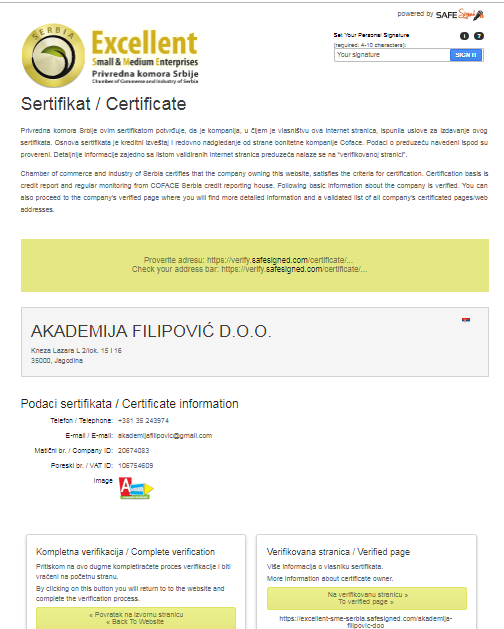 powered by SAFE Signed
SERBIA
Excellent
Small & Medium Enterprises
Privredna komora Srbije
Chamber of Commerce and Industry of Serbia
Set Your Personal Signature
(required: 4-10 characters):
Your signature
SIGN IT
Sertifikat / Certificate
Privredna komora Srbije ovim sertifikatom potvrđuje, da je kompanija, u čijem je vlasništvu ova internet stranica, ispunila uslove za izdavanje ovog
sertifikata. Osnova sertifikata je kreditni izveštaj i redovno nadgledanje od strane bonitetne kompanije Coface. Podaci o preduzeću navedeni ispod su
provereni. Detaljnije informacije zajedno sa listom validiranih internet stranica preduzeća nalaze se na "verifikovanoj stranici".
Chamber of commerce and industry of Serbia certifies that the company owning this website, satisfies the criteria for certification. Certification basis is
credit report and regular monitoring from COFACE Serbia credit reporting house. Following basic information about the company is verified. You can
also proceed to the company's verified page where you will find more detailed information and a validated list of all company's certificated pages/web
addresses.
Proverite adresu: https://verify.safesigned.com/certificate/...
Check your address bar: https://verify.safesigned.com/certificate/...
AKADEMIJA FILIPOVIĆ D.O.O.
Kneza Lazara L 2/lok. 15 i 16
35000, Jagodina
Podaci sertifikata / Certificate information
Telefon / Telephone: +381 35 243974
E-mail / E-mail: akademijafilipovic@gmail.com
Matični br. / Company ID: 20674083
Poreski br. / VAT ID: 106754609
Image
Kompletna verifikacija / Complete verification
Pritiskom na ovo dugme kompletiraćete proces verifikacije i biti
vraćeni na početnu stranu.
By clicking on this button you will return to to the website and
complete the verification process.
« Povratak na izvornu stranicu
« Back To Website
Verifikovana stranica / Verified page
Više informacija o vlasniku sertifikata.
More information about certificate owner.
Na verifikovanu stranicu »
To verified page »
https://excellent-sme-serbia.safesigned.com/akademija-
filipovic-doo